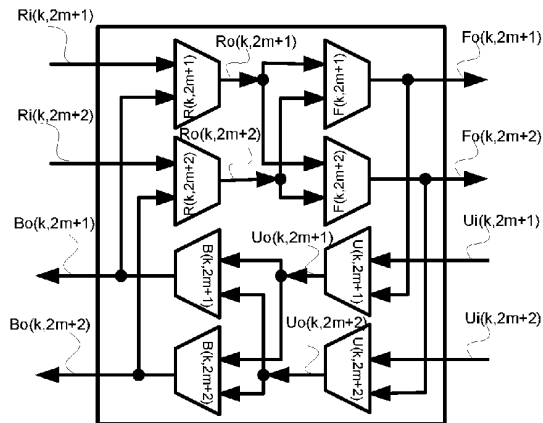 Ri(k,2m+1)
Ro(k,2m+1)
Fo(k,2m+1)
R(k,2m+1)
F(k,2m+1)
Ri(k,2m+2)
Ro(k,2m+2)
Fo(k,2m+2)
R(k,2m+2)
F(k,2m+2)
Bo(k,2m+1)
Uo(k,2m+1)
Ui(k,2m+1)
B(k,2m+1)
U(k,2m+1)
Bo(k,2m+2)
Uo(k,2m+2)
Ui(k,2m+2)
B(k,2m+2)
U(k,2m+2)